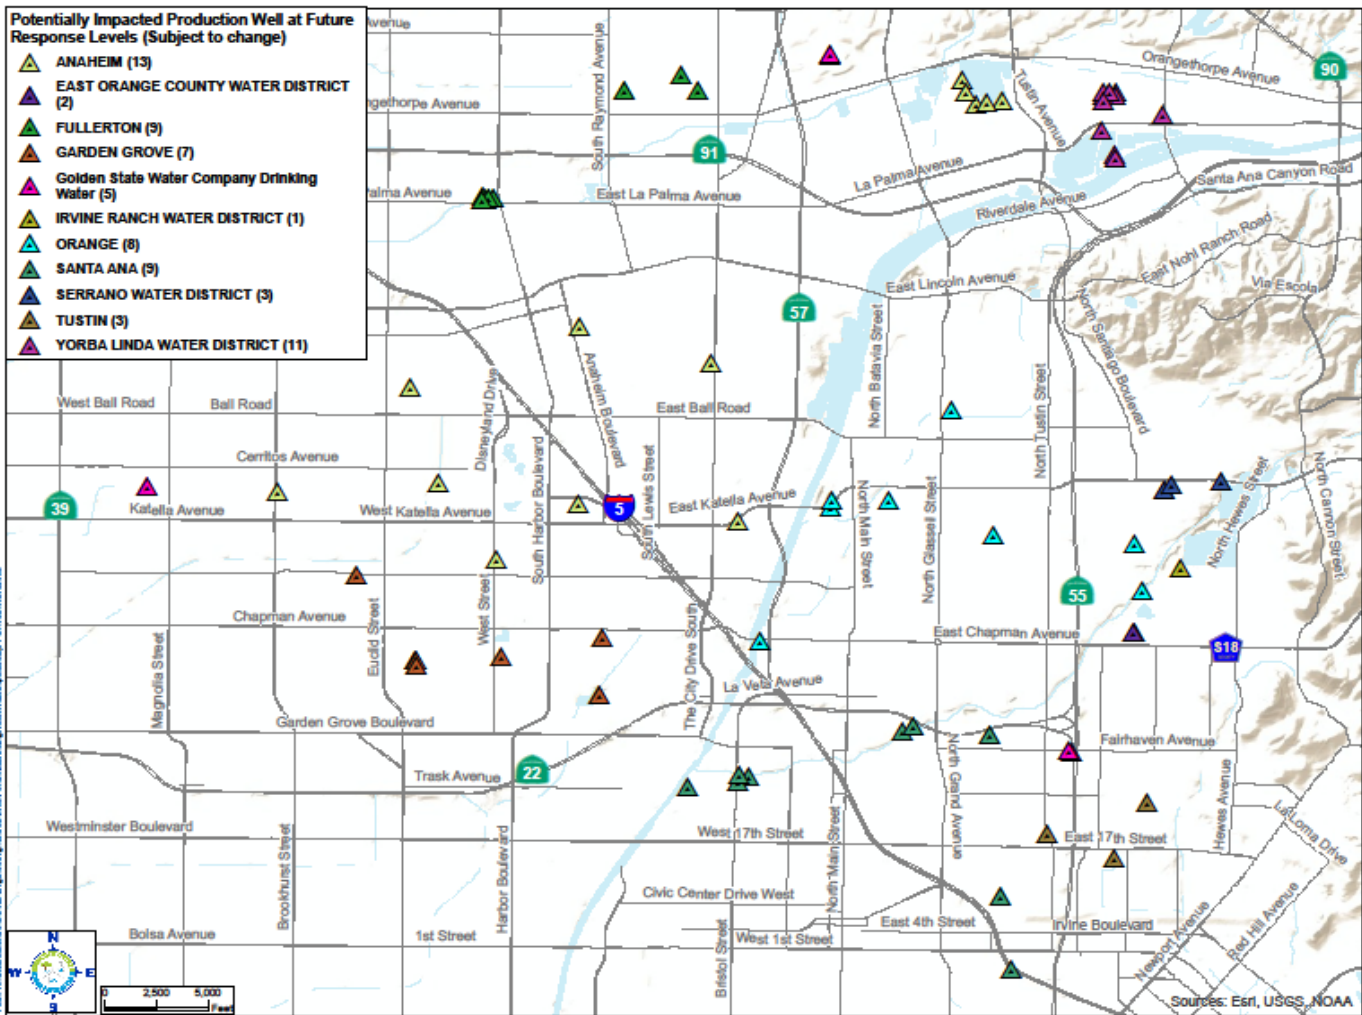 Potentially Impacted Production Well at Future
Response Levels (Subject to change)
ANAHEIM (13)
EAST ORANGE COUNTY WATER DISTRICT
(2)
FULLERTON (9)
GARDEN GROVE (7)
Golden State Water Company Drinking
Water (5)
IRVINE RANCH WATER DISTRICT (1)
ORANGE (8)
SANTA ANA (9)
SERRANO WATER DISTRICT (3)
TUSTIN (3)
YORBA LINDA WATER DISTRICT (11)
Avenue
ngethorpe Avenue
Palma Avenue
South Raymond Avenue
East La Palma Avenue
91
La Palma Avenue
Orangethorpe Avenue
90
Tustin Avenue
Santa Ana Canyon Road
Riverdale Avenue
East Nohl Ranch Road
Via Escola
East Lincoln Avenue
57
North Batavia Street
North Santiago Boulevard
North Tustin Street
Anaheim Boulevard
Disneyland Drive
West Ball Road
Ball Road
East Ball Road
Cerritos Avenue
South Harbor Boulevard
South Lewis Street
39
Katella Avenue
West Katella Avenue
5
East Katella Avenue
North Main Street
North Glassell Street
North Hewes Street
North Cannon Street
55
Chapman Avenue
Euclid Street
West Street
Magnolia Street
The City Drive South
East Chapman Avenue
S18
La Veta Avenue
Garden Grove Boulevard
Fairhaven Avenue
22
Trask Avenue
North Grand Avenue
Hewes Avenue
La Loma Drive
Westminster Boulevard
West 17th Street
East 17th Street
Brookhurst Street
Harbor Boulevard
North Main Street
Civic Center Drive West
East 4th Street
Irvine Boulevard
Bolsa Avenue
1st Street
West 1st Street
Bristol Street
Newport Avenue
Red Hill Avenue
N
W E
S
0 2,500 5,000
Feet
Sources: Esri, USGS, NOAA